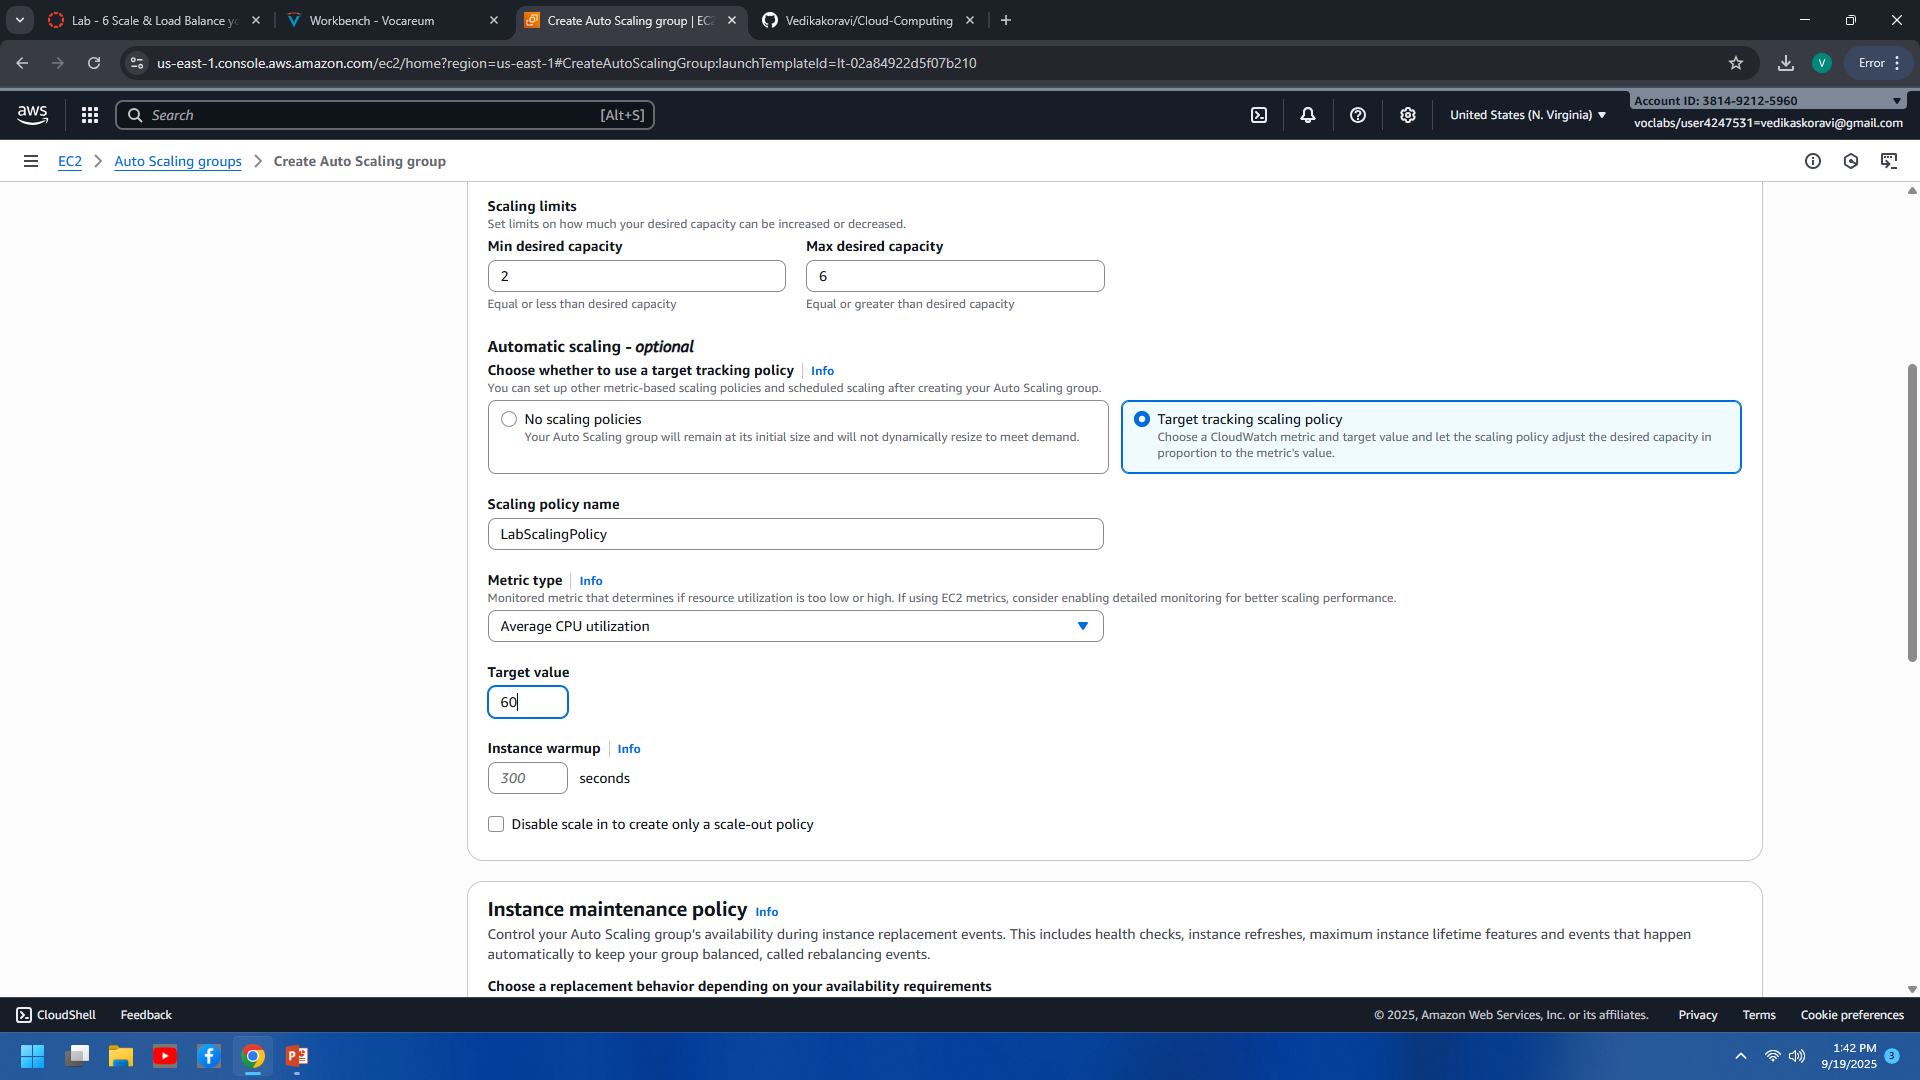 Lab - 6 Scale & Load Balance y
Workbench - Vocareum
Create Auto Scaling group | EC2
Vedikakoravi/Cloud-Computing
us-east-1.console.aws.amazon.com/ec2/home?region=us-east-1#CreateAutoScalingGroup:launchTemplateId=lt-02a84922d5f07b210
V
Error
aws
Search
[Alt+S]
United States (N. Virginia)
Account ID: 3814-9212-5960
voclabs/user4247531=vedikaskoravi@gmail.com
EC2
Auto Scaling groups
Create Auto Scaling group
Scaling limits
Set limits on how much your desired capacity can be increased or decreased.
Min desired capacity
Max desired capacity
2
6
Equal or less than desired capacity
Equal or greater than desired capacity
Automatic scaling - optional
Choose whether to use a target tracking policy
Info
You can set up other metric-based scaling policies and scheduled scaling after creating your Auto Scaling group.
No scaling policies
Your Auto Scaling group will remain at its initial size and will not dynamically resize to meet demand.
Target tracking scaling policy
Choose a CloudWatch metric and target value and let the scaling policy adjust the desired capacity in
proportion to the metric's value.
Scaling policy name
LabScalingPolicy
Metric type
Info
Monitored metric that determines if resource utilization is too low or high. If using EC2 metrics, consider enabling detailed monitoring for better scaling performance.
Average CPU utilization
Target value
60
Instance warmup
Info
300
seconds
Disable scale in to create only a scale-out policy
Instance maintenance policy
Info
Control your Auto Scaling group's availability during instance replacement events. This includes health checks, instance refreshes, maximum instance lifetime features and events that happen
automatically to keep your group balanced, called rebalancing events.
Choose a replacement behavior depending on your availability requirements
CloudShell
Feedback
© 2025, Amazon Web Services, Inc. or its affiliates.
Privacy
Terms
Cookie preferences
1:42 PM
9/19/2025
3